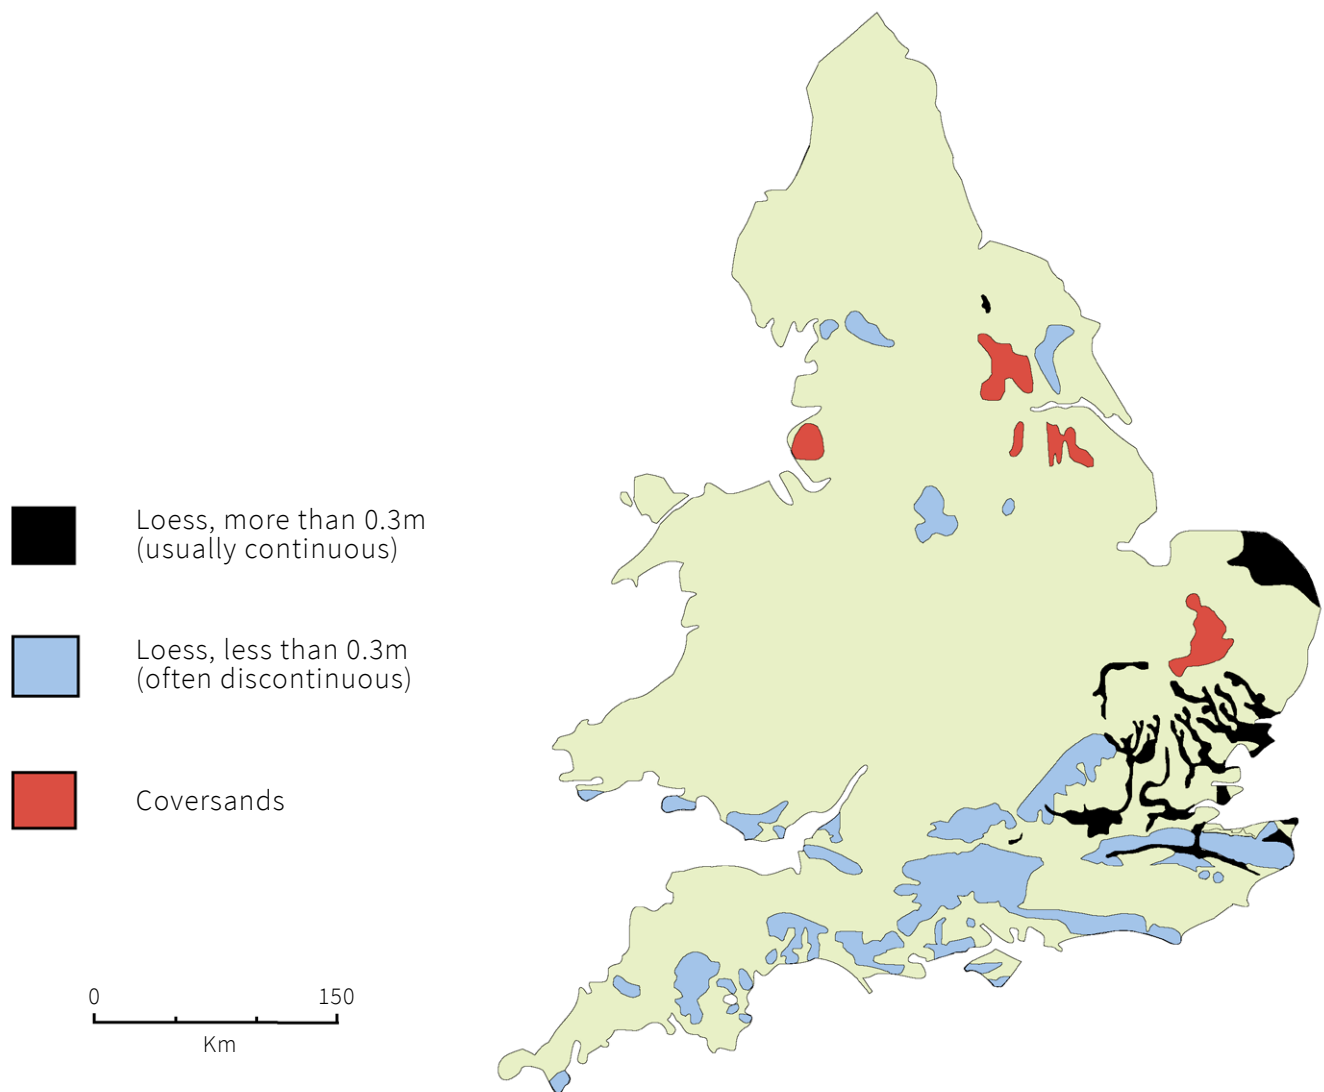 Loess, more than 0.3m
(usually continuous)
Loess, less than 0.3m
(often discontinuous)
Coversands
0 150
Km